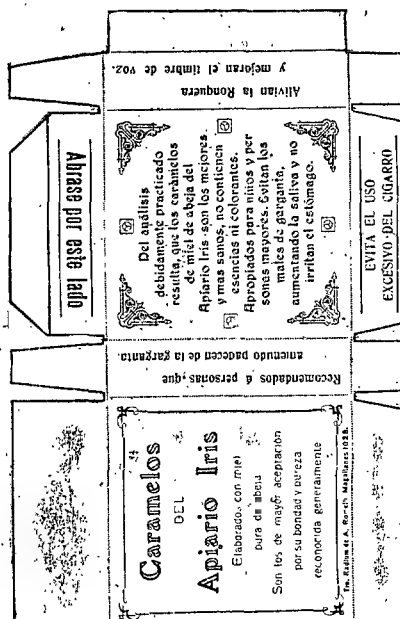 Alivian la Ronquera
y mejoran el timbre de voz.
Abrase por este lado
Del análisis
debidamente practicado
resulta, que los caramelos
de miel de abeja del
Apiario Iris son los mejores
y mas sanos, no contienen
esencias ni colorantes.
Apropiados para niños y per
sonas mayores. Evitan los
males de garganta,
aumentando la saliva y no
irritan el estómago.
EVITA EL USO
EXCESIVO DEL CIGARRO
Recomendados á personas que
amenudo padecen de la garganta
Caramelos
DEL
Apiario Iris
Elaborado con miel
pura de abeja
Son los de mayor aceptación
por su bondad y pureza
reconocida generalmente
Magallanes 1028